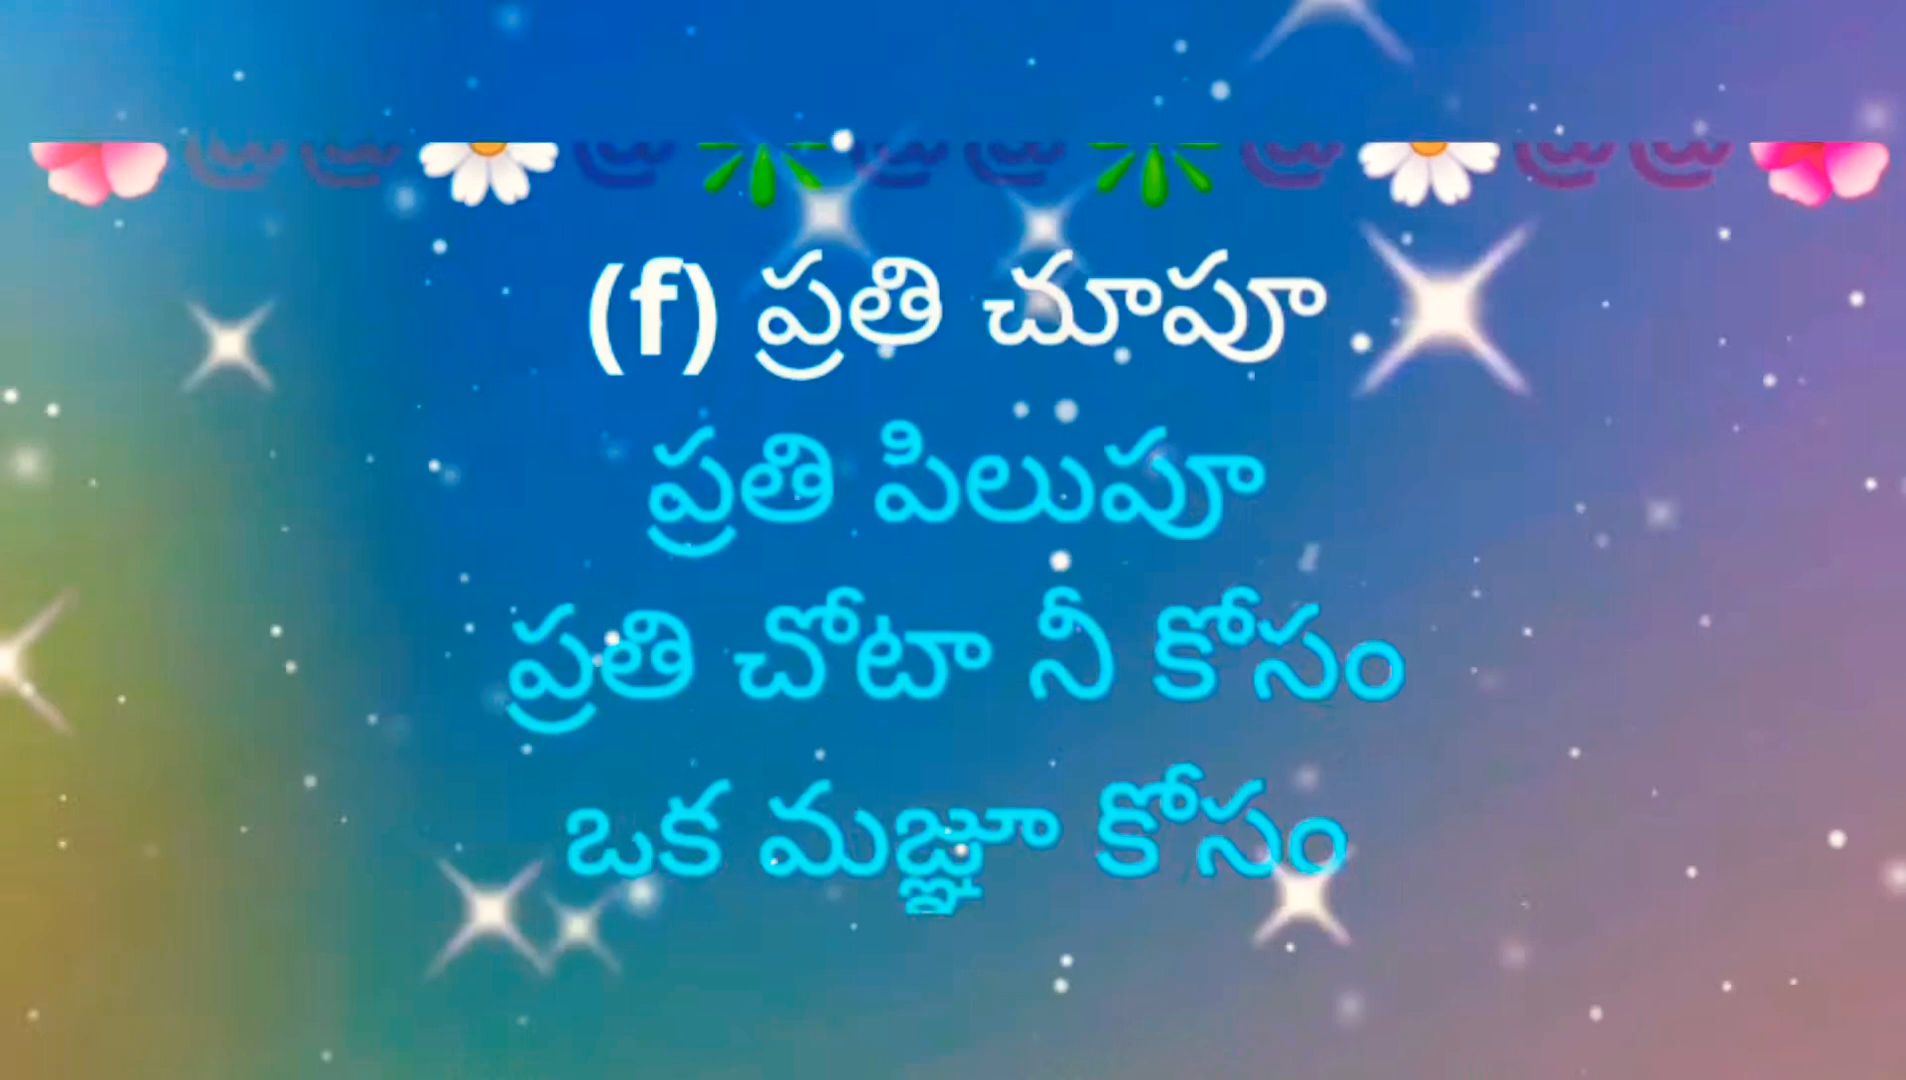 (f) ప్రతి చూపూ
ప్రతి పిలుపూ
ప్రతి చోటా నీ కోసం
ఒక మజ్ఞూ కోసం